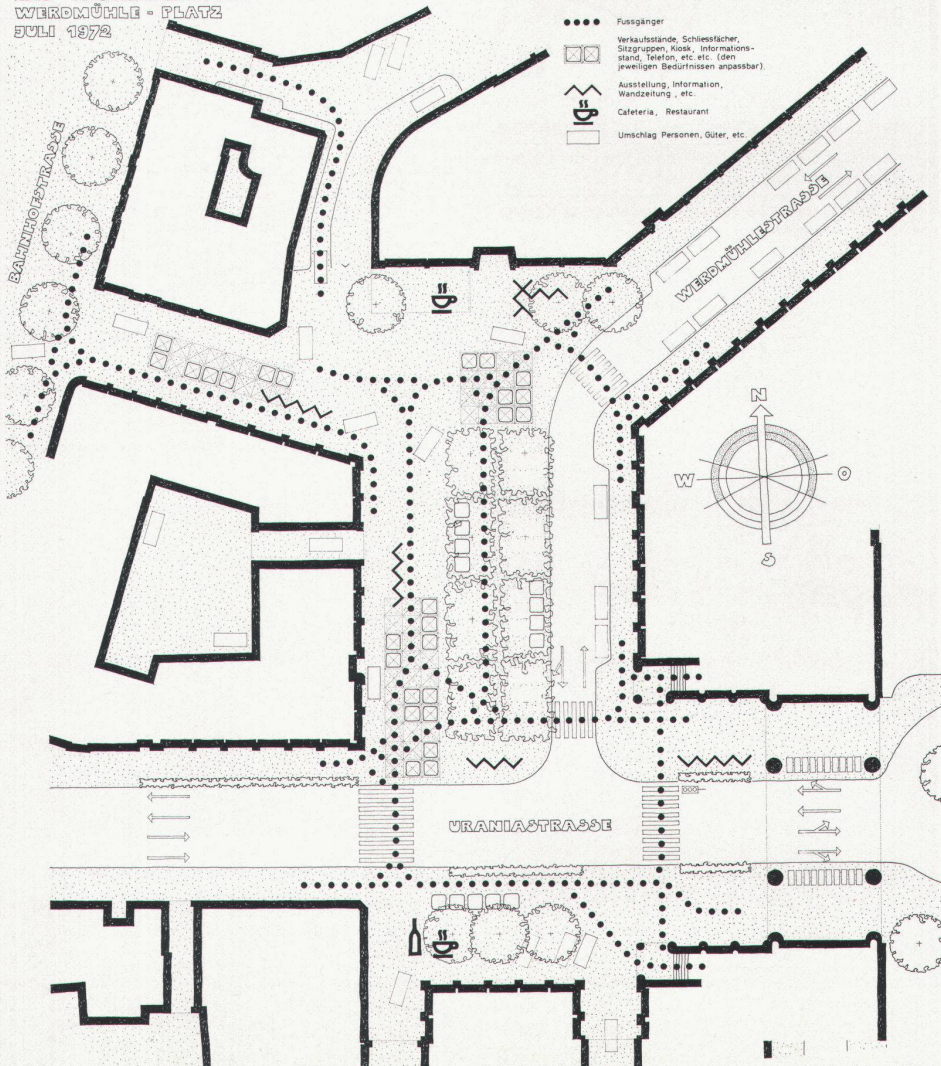 WERDMÜHLE - PLATZ
JULI 1972
Fussgänger
Verkaufsstände, Schliessfächer,
Sitzgruppen, Kiosk, Informations-
stand, Telefon, etc. etc. (den
jeweiligen Bedürfnissen anpassbar).
Ausstellung, Information,
Wandzeitung , etc.
Cafeteria, Restaurant
Umschlag Personen, Güter, etc.
BAHNHOFSTRASSE
WERDMÜHLESTRASSE
N
W
O
S
URANIASTRASSE